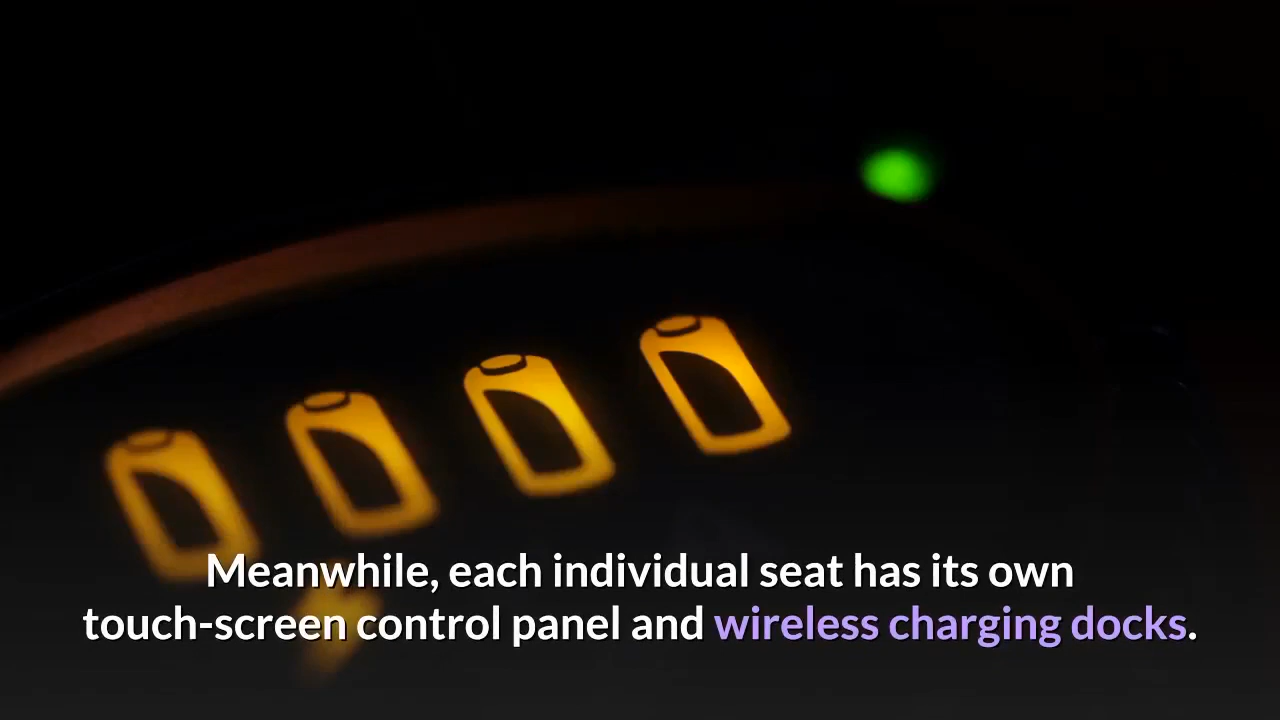 Meanwhile, each individual seat has its own
touch-screen control panel and wireless charging docks.